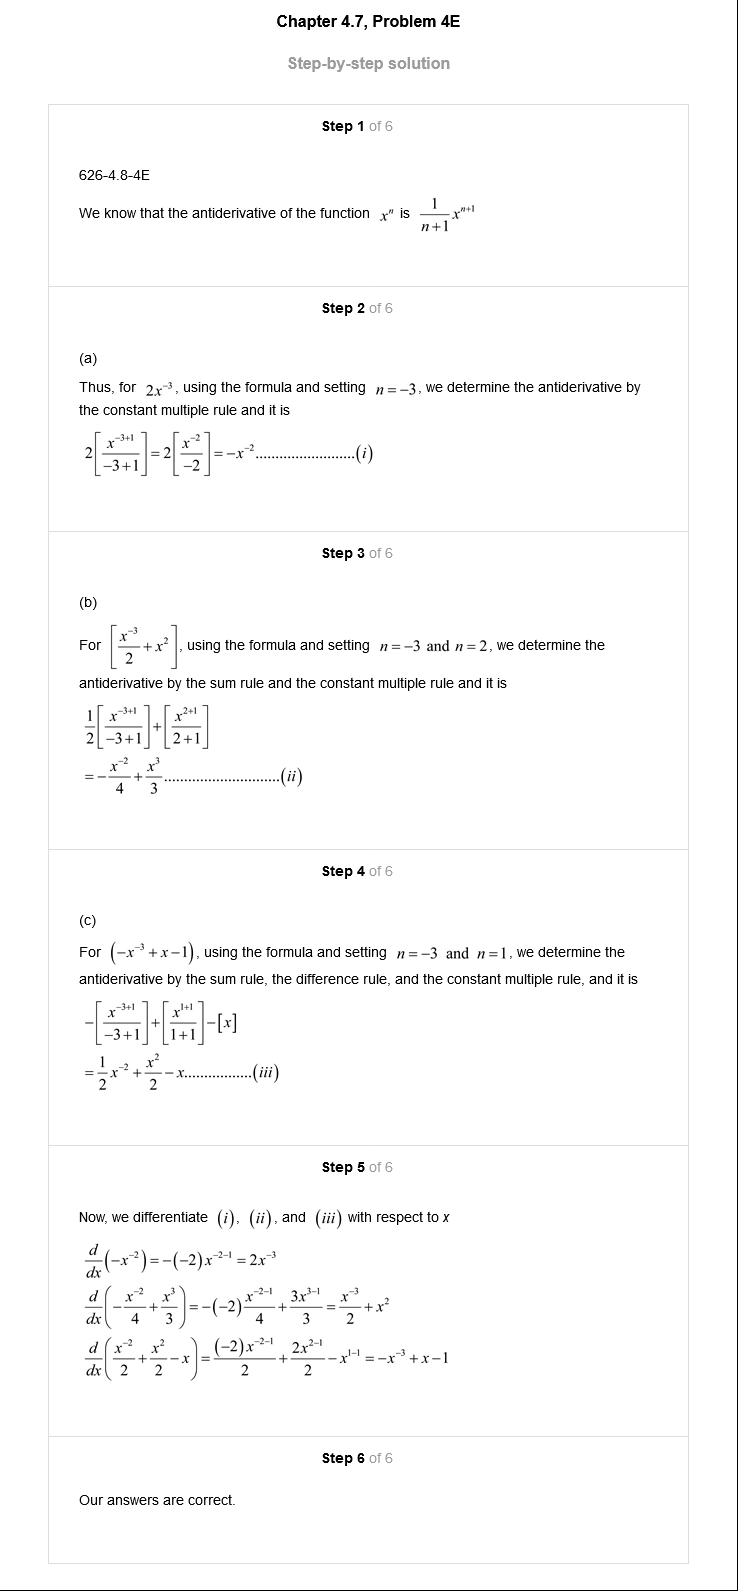 Chapter 4.7, Problem 4E
Step-by-step solution
Step 1 of 6
626-4.8-4E
We know that the antiderivative of the function $x^n$ is $\frac{1}{n+1}x^{n+1}$
Step 2 of 6
(a)
Thus, for $2x^{-3}$, using the formula and setting $n=-3$, we determine the antiderivative by
the constant multiple rule and it is
$2\left[\frac{x^{-3+1}}{-3+1}\right]=2\left[\frac{x^{-2}}{-2}\right]=-x^{-2}$.........................$(i)$
Step 3 of 6
(b)
For $\left[\frac{x^{-3}}{2}+x^2\right]$, using the formula and setting $n=-3$ and $n=2$, we determine the
antiderivative by the sum rule and the constant multiple rule and it is
$\frac{1}{2}\left[\frac{x^{-3+1}}{-3+1}\right]+\left[\frac{x^{2+1}}{2+1}\right]$
$=-\frac{x^{-2}}{4}+\frac{x^3}{3}$.............................$(ii)$
Step 4 of 6
(c)
For $\left(-x^{-3}+x-1\right)$, using the formula and setting $n=-3$ and $n=1$, we determine the
antiderivative by the sum rule, the difference rule, and the constant multiple rule, and it is
$-\left[\frac{x^{-3+1}}{-3+1}\right]+\left[\frac{x^{1+1}}{1+1}\right]-[x]$
$=\frac{1}{2}x^{-2}+\frac{x^2}{2}-x$.................$(iii)$
Step 5 of 6
Now, we differentiate $(i)$, $(ii)$, and $(iii)$ with respect to x
$\frac{d}{dx}\left(-x^{-2}\right)=-(-2)x^{-2-1}=2x^{-3}$
$\frac{d}{dx}\left(-\frac{x^{-2}}{4}+\frac{x^3}{3}\right)=-(-2)\frac{x^{-2-1}}{4}+\frac{3x^{3-1}}{3}=\frac{x^{-3}}{2}+x^2$
$\frac{d}{dx}\left(\frac{x^{-2}}{2}+\frac{x^2}{2}-x\right)=\frac{(-2)x^{-2-1}}{2}+\frac{2x^{2-1}}{2}-x^{1-1}=-x^{-3}+x-1$
Step 6 of 6
Our answers are correct.